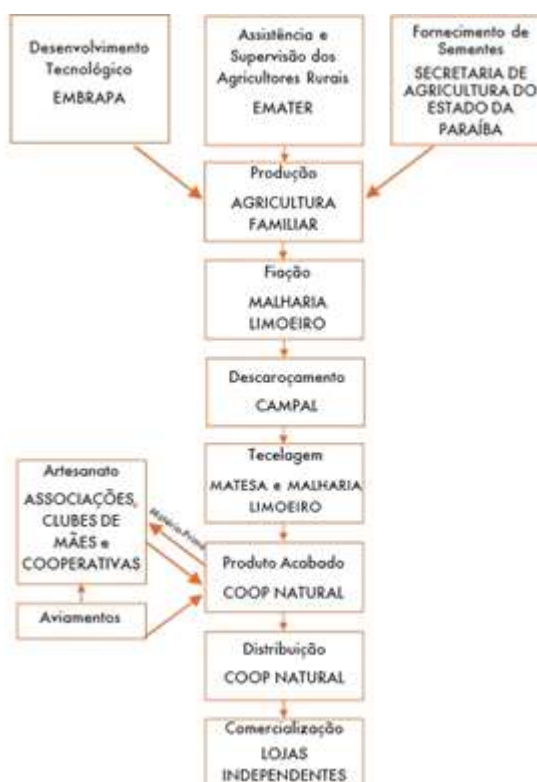 Desenvolvimento
Tecnológico
EMBRAPA
Assistência e
Supervisão dos
Agricultores Rurais
EMATER
Fornecimento de
Sementes
SECRETARIA DE
AGRICULTURA DO
ESTADO DA
PARAÍBA
Produção
AGRICULTURA
FAMILIAR
Fiação
MALHARIA
LIMOEIRO
Descaroçamento
CAMPAL
Tecelagem
MATESA e MALHARIA
LIMOEIRO
Artesanato
ASSOCIAÇÕES,
CLUBES DE
MÃES e
COOPERATIVAS
Matéria-Prima
Produto Acabado
COOP NATURAL
Aviamentos
Distribuição
COOP NATURAL
Comercialização
LOJAS
INDEPENDENTES